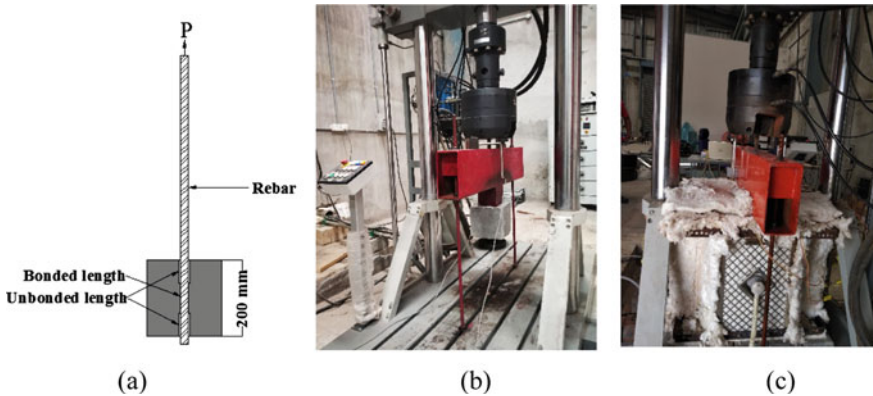 P
Rebar
Bonded length
Unbonded length
200 mm
(a)
(b)
(c)